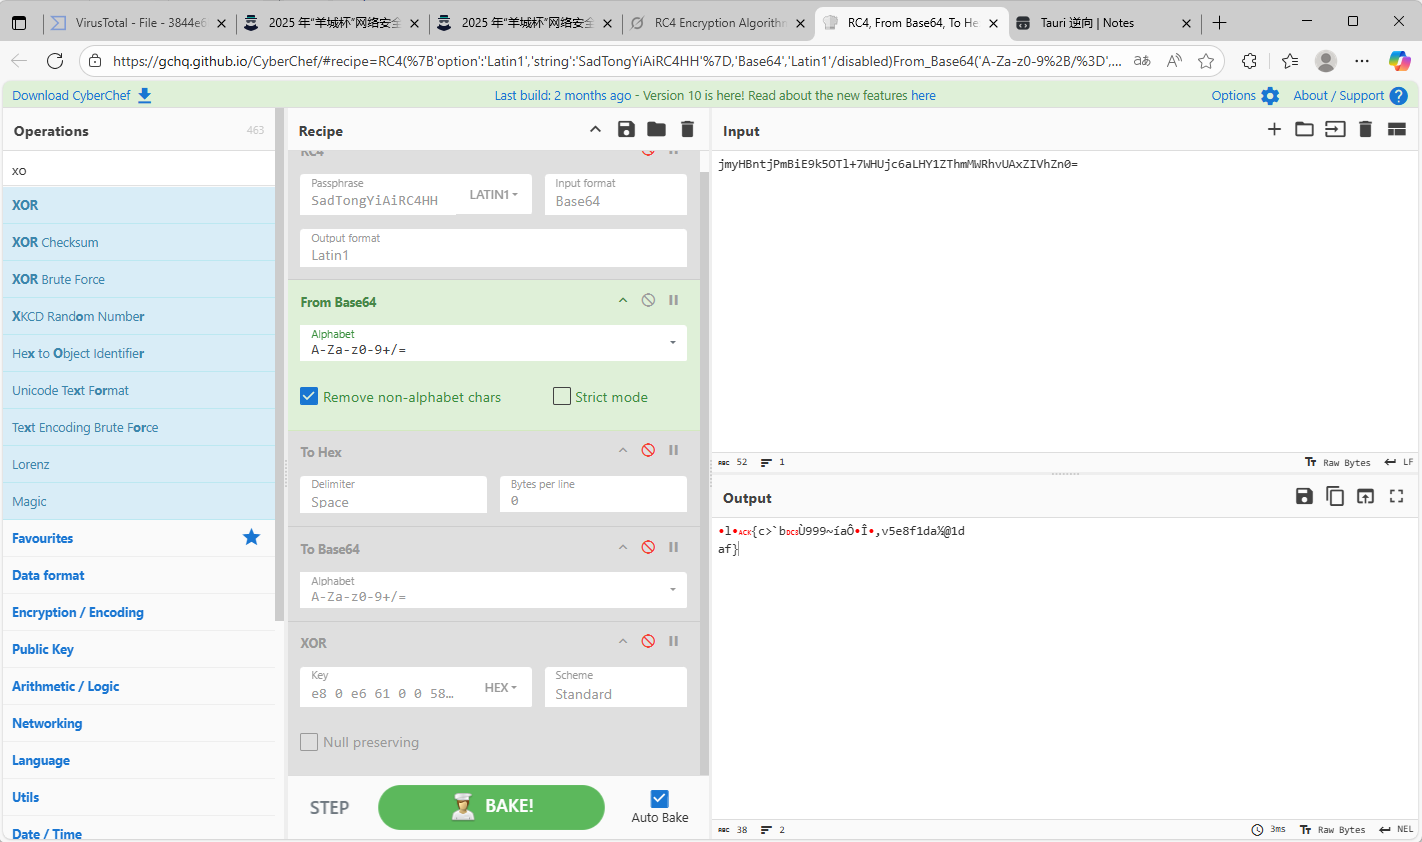 VirusTotal - File - 3844e6
2025 年“羊城杯”网络安全
2025 年“羊城杯”网络安全
RC4 Encryption Algorithm
RC4, From Base64, To He
Tauri 逆向 | Notes
https://gchq.github.io/CyberChef/#recipe=RC4(%7B'option':'Latin1','string':'SadTongYiAiRC4HH'%7D,'Base64','Latin1'/disabled)From_Base64('A-Za-z0-9%2B/%3D',...
Download CyberChef
Last build: 2 months ago - Version 10 is here! Read about the new features here
Options
About / Support
Operations
463
xo
XOR
XOR Checksum
XOR Brute Force
XKCD Random Number
Hex to Object Identifier
Unicode Text Format
Text Encoding Brute Force
Lorenz
Magic
Favourites
Data format
Encryption / Encoding
Public Key
Arithmetic / Logic
Networking
Language
Utils
Date / Time
Recipe
RC4
Passphrase
SadTongYiAiRC4HH
LATIN1
Input format
Base64
Output format
Latin1
From Base64
Alphabet
A-Za-z0-9+/=
Remove non-alphabet chars
Strict mode
To Hex
Delimiter
Space
Bytes per line
0
To Base64
Alphabet
A-Za-z0-9+/=
XOR
Key
e8 0 e6 61 0 0 58…
HEX
Scheme
Standard
Null preserving
STEP
BAKE!
Auto Bake
Input
jmyHBntjPmBiE9k5OTl+7WHUjc6aLHY1ZThmMWRhvUAxZIVhZn0=
ABC 52 1
Raw Bytes LF
Output
•l•ACK{c>`bDC3Ù999~íaÔ•Î•,v5e8f1da½@1d
af}
ABC 38 2
3ms Raw Bytes NEL